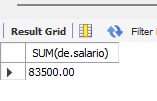 Result Grid Filter
SUM(de.salario)
83500.00